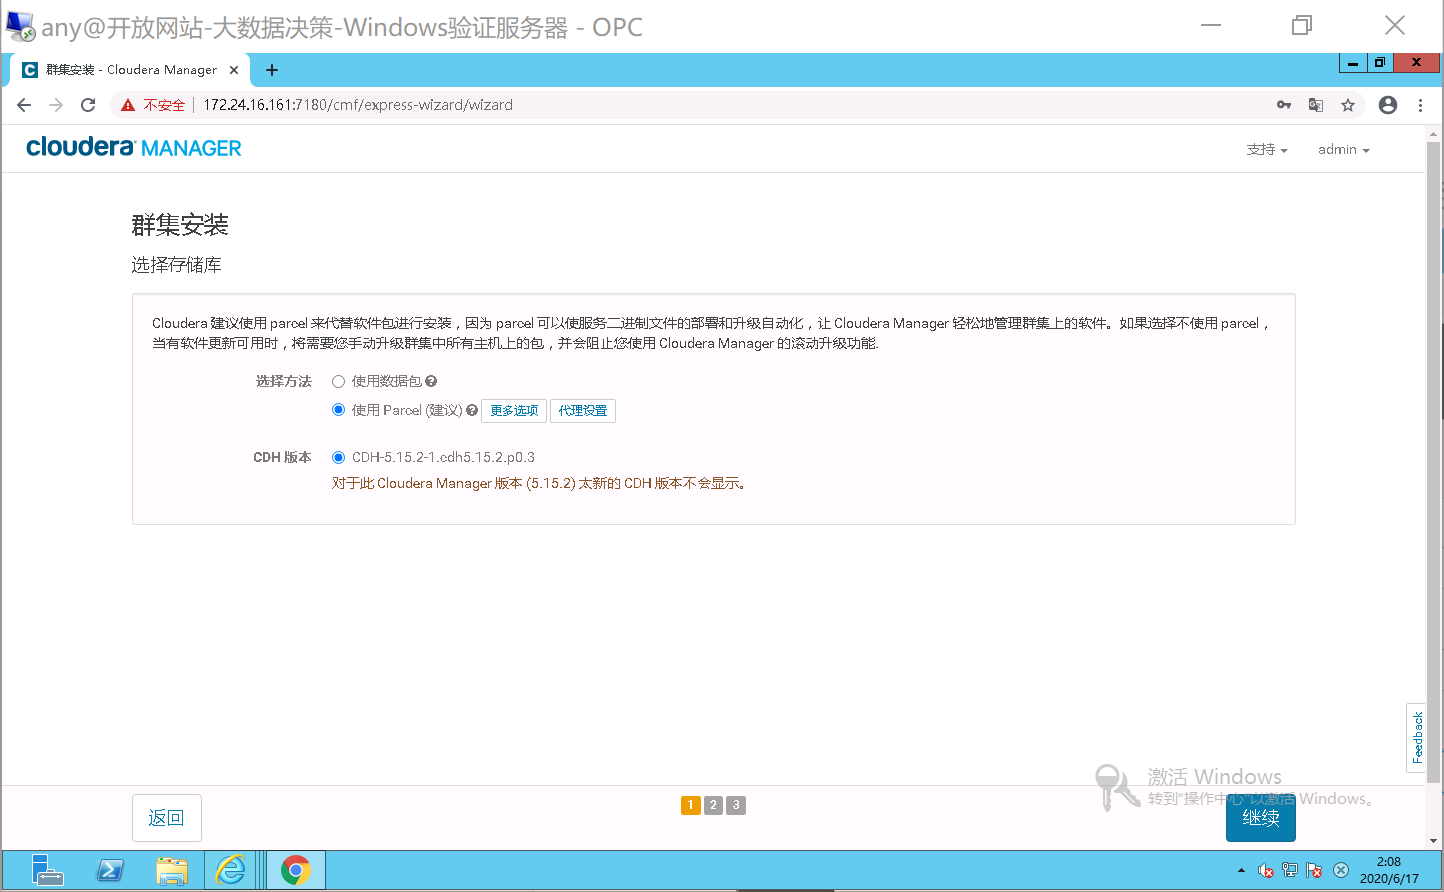 any@开放网站-大数据决策-Windows验证服务器 - OPC
群集安装 - Cloudera Manager
不安全 172.24.16.161:7180/cmf/express-wizard/wizard
cloudera MANAGER
支持
admin
群集安装
选择存储库
Cloudera 建议使用 parcel 来代替软件包进行安装，因为 parcel 可以使服务二进制文件的部署和升级自动化，让 Cloudera Manager 轻松地管理群集上的软件。如果选择不使用 parcel，
当有软件更新可用时，将需要您手动升级群集中所有主机上的包，并会阻止您使用 Cloudera Manager 的滚动升级功能.
选择方法 使用数据包
使用 Parcel (建议) 更多选项 代理设置
CDH 版本 CDH-5.15.2-1.cdh5.15.2.p0.3
对于此 Cloudera Manager 版本 (5.15.2) 太新的 CDH 版本不会显示。
Feedback
激活 Windows
转到“操作中心”以激活 Windows。
返回
1 2 3
继续
2:08
2020/6/17